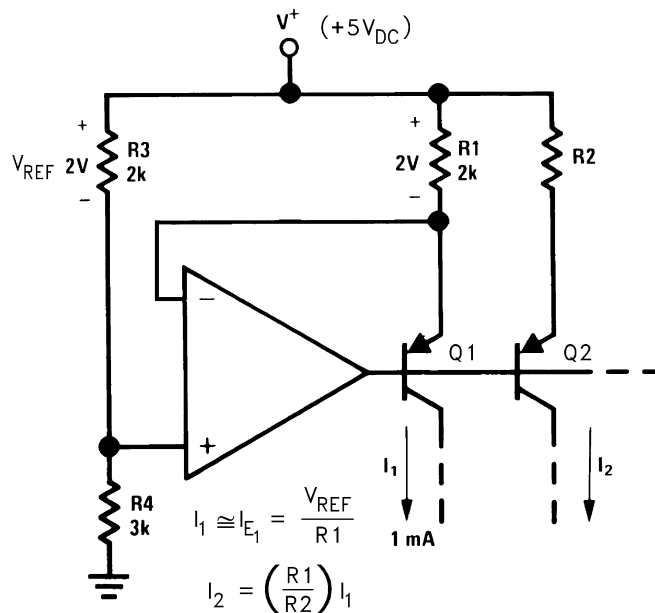 V+ (+5VDC)
+
VREF 2V
R3
2k
-
+
2V
R1
2k
-
R2
-
+
Q1
Q2
R4
3k
I1
1 mA
I2
I1 ≅ IE1 = VREF / R1
I2 = (R1 / R2) I1